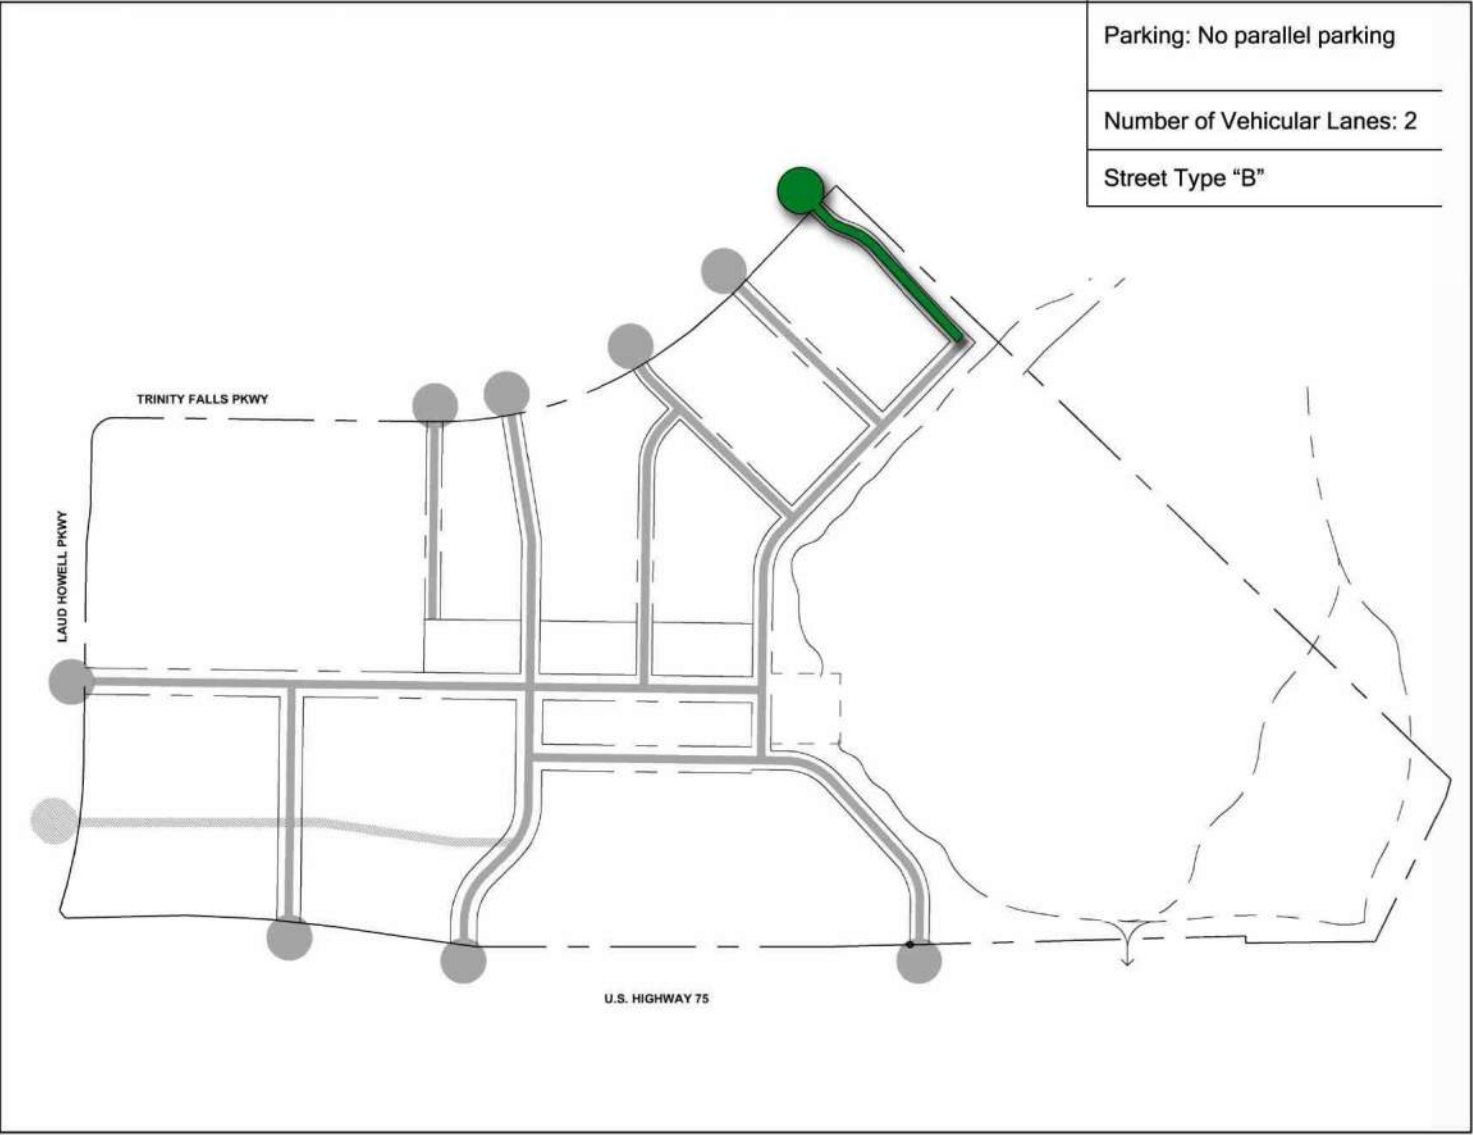 Parking: No parallel parking
Number of Vehicular Lanes: 2
Street Type “B”
TRINITY FALLS PKWY
LAUD HOWELL PKWY
U.S. HIGHWAY 75